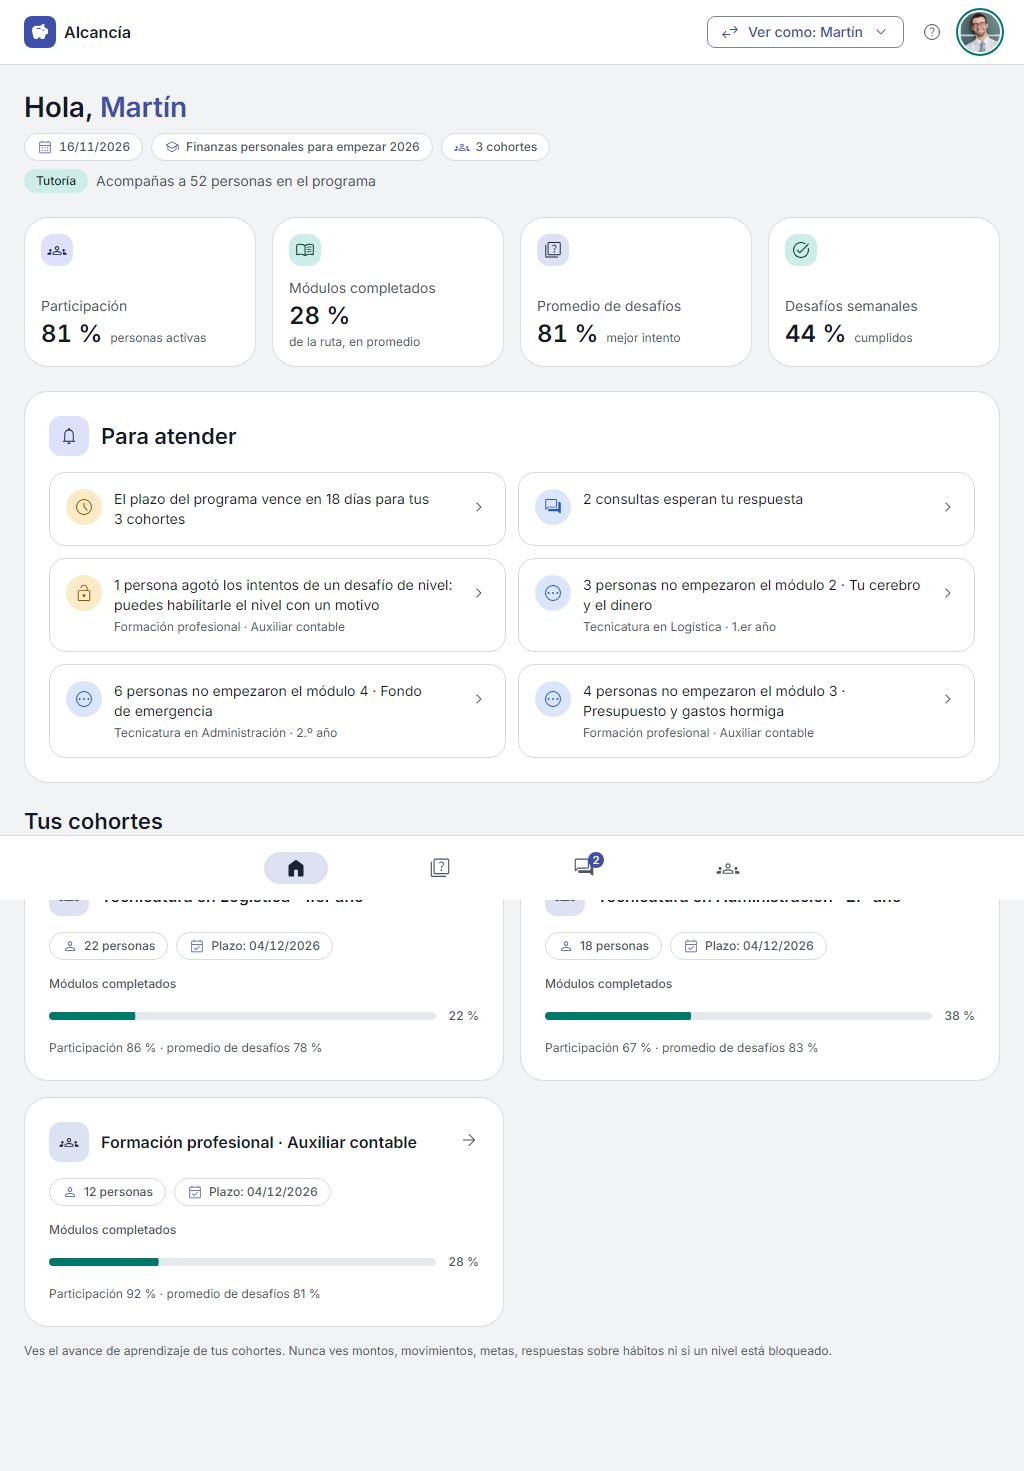 Alcancía
Ver como: Martín
Hola, Martín
16/11/2026
Finanzas personales para empezar 2026
3 cohortes
Tutoría
Acompañas a 52 personas en el programa
Participación
81 % personas activas
Módulos completados
28 %
de la ruta, en promedio
Promedio de desafíos
81 % mejor intento
Desafíos semanales
44 % cumplidos
Para atender
El plazo del programa vence en 18 días para tus
3 cohortes
2 consultas esperan tu respuesta
1 persona agotó los intentos de un desafío de nivel:
puedes habilitarle el nivel con un motivo
Formación profesional · Auxiliar contable
3 personas no empezaron el módulo 2 · Tu cerebro
y el dinero
Tecnicatura en Logística · 1.er año
6 personas no empezaron el módulo 4 · Fondo
de emergencia
Tecnicatura en Administración · 2.º año
4 personas no empezaron el módulo 3 ·
Presupuesto y gastos hormiga
Formación profesional · Auxiliar contable
Tus cohortes
2
22 personas
Plazo: 04/12/2026
Módulos completados
22 %
Participación 86 % · promedio de desafíos 78 %
18 personas
Plazo: 04/12/2026
Módulos completados
38 %
Participación 67 % · promedio de desafíos 83 %
Formación profesional · Auxiliar contable
12 personas
Plazo: 04/12/2026
Módulos completados
28 %
Participación 92 % · promedio de desafíos 81 %
Ves el avance de aprendizaje de tus cohortes. Nunca ves montos, movimientos, metas, respuestas sobre hábitos ni si un nivel está bloqueado.